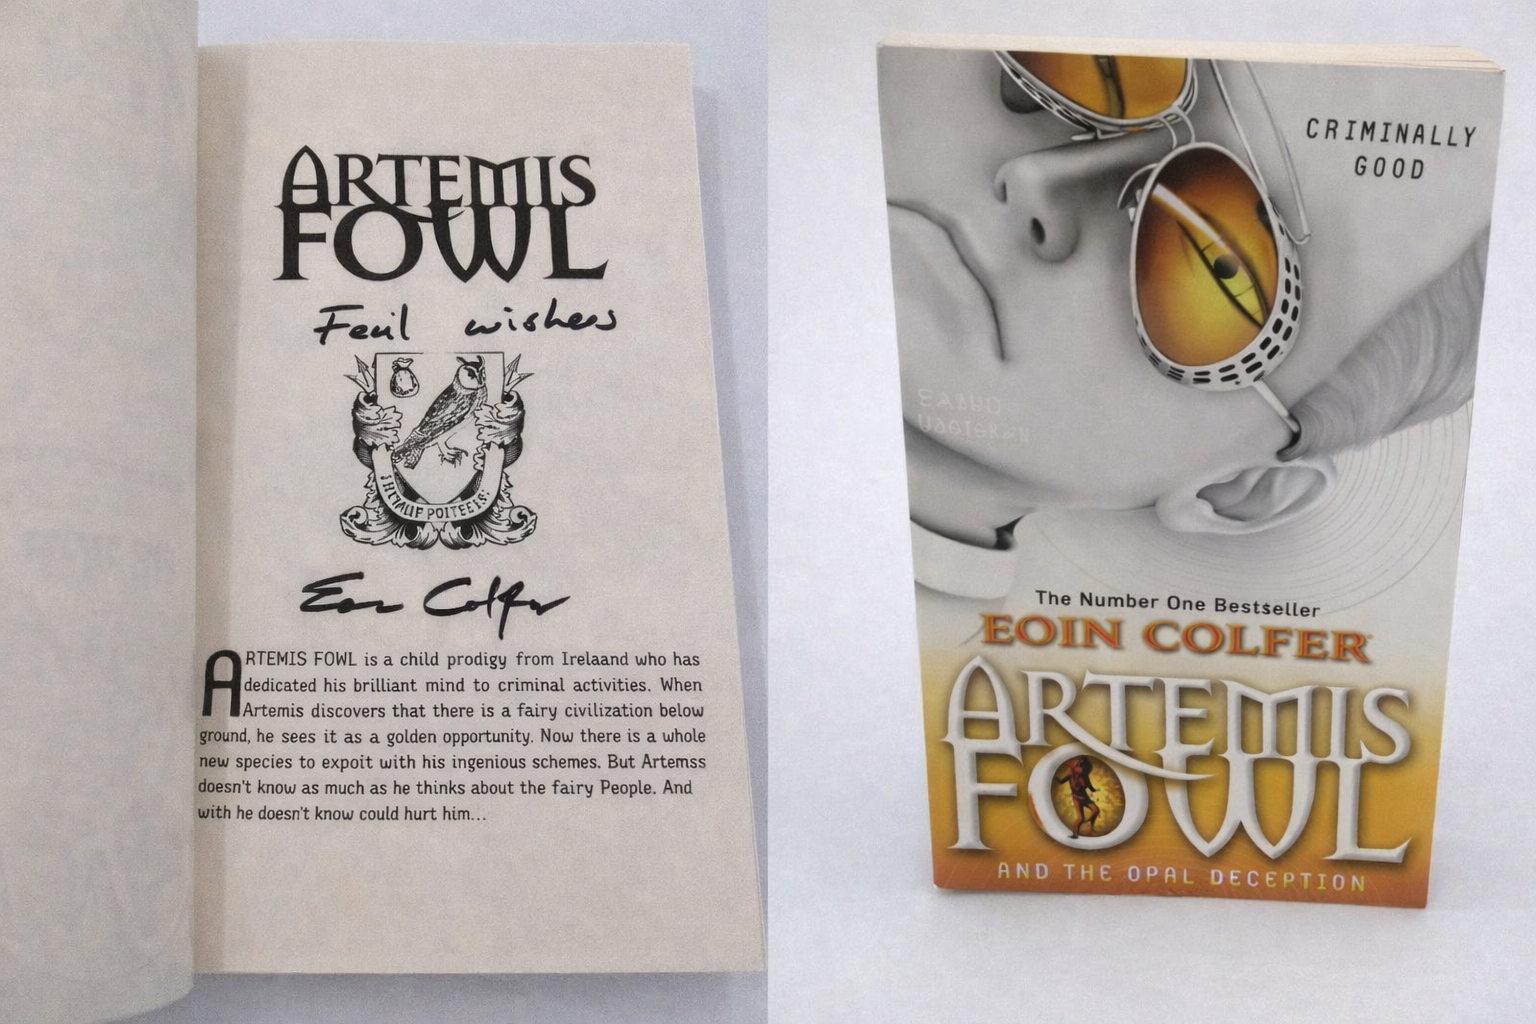 ARTEMIS
FOWL
Feil wishers
Eoin Colfer
ARTEMIS FOWL is a child prodigy from Irelaand who has
dedicated his brilliant mind to criminal activities. When
Artemis discovers that there is a fairy civilization below
ground, he sees it as a golden opportunity. Now there is a whole
new species to expoit with his ingenious schemes. But Artemss
doesn't know as much as he thinks about the fairy People. And
with he doesn't know could hurt him...
CRIMINALLY
GOOD
The Number One Bestseller
EOIN COLFER
ARTEMIS
FOWL
AND THE OPAL DECEPTION